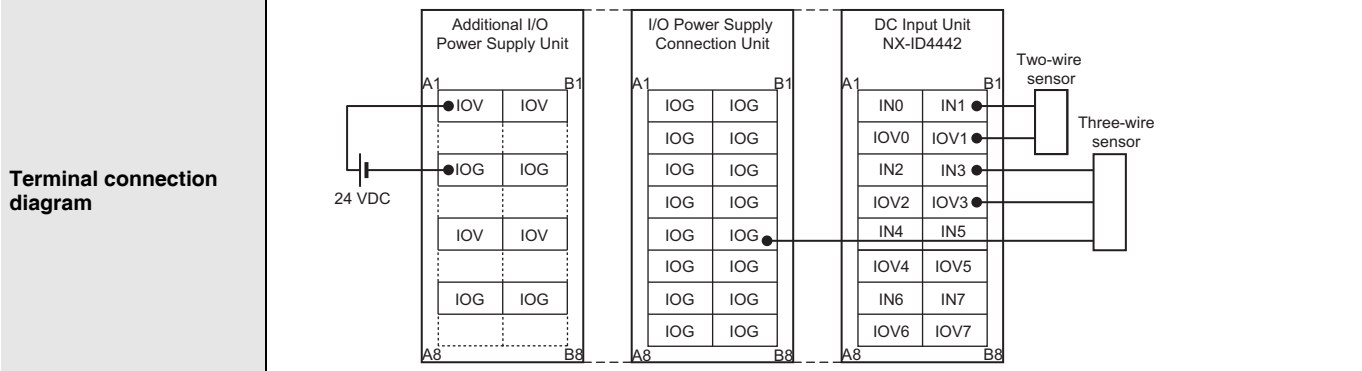 Terminal connection
diagram
Additional I/O
Power Supply Unit
A1 B1
IOV IOV
IOG IOG
IOV IOV
IOG IOG
A8 B8
24 VDC
I/O Power Supply
Connection Unit
A1 B1
IOG IOG
IOG IOG
IOG IOG
IOG IOG
IOG IOG
IOG IOG
IOG IOG
IOG IOG
A8 B8
DC Input Unit
NX-ID4442
A1 B1
IN0 IN1
IOV0 IOV1
IN2 IN3
IOV2 IOV3
IN4 IN5
IOV4 IOV5
IN6 IN7
IOV6 IOV7
A8 B8
Two-wire
sensor
Three-wire
sensor